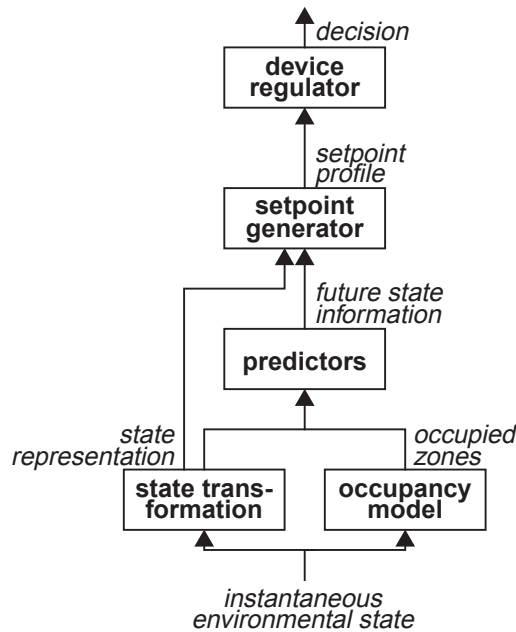 decision
device
regulator
setpoint
profile
setpoint
generator
future state
information
predictors
state
representation
occupied
zones
state trans-
formation
occupancy
model
instantaneous
environmental state